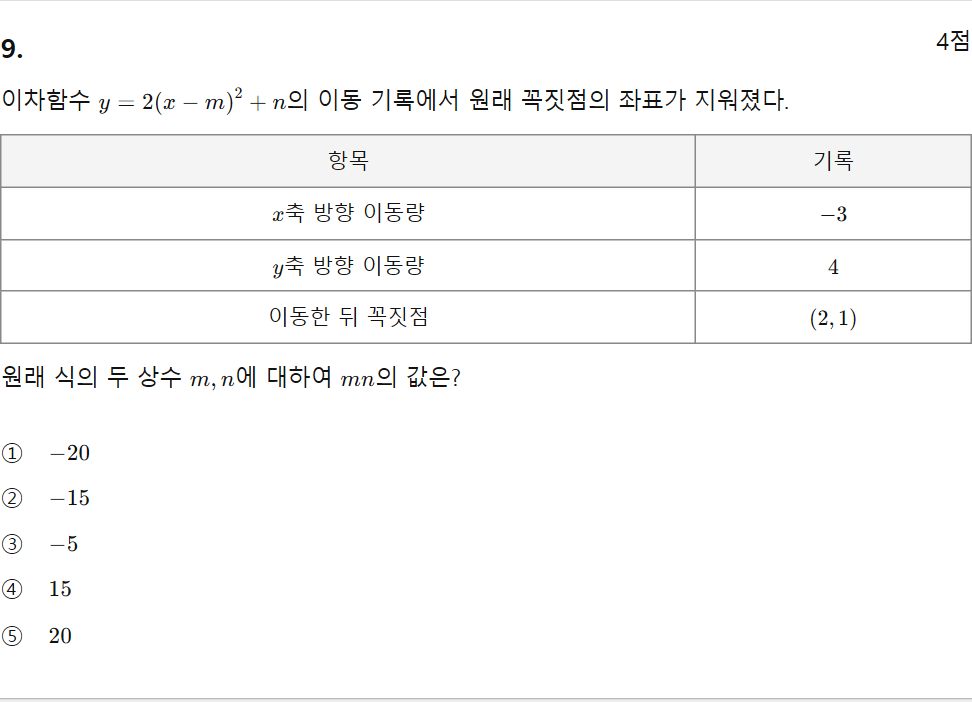 9.
4점
이차함수 y = 2(x − m)² + n의 이동 기록에서 원래 꼭짓점의 좌표가 지워졌다.
항목 기록
x축 방향 이동량 −3
y축 방향 이동량 4
이동한 뒤 꼭짓점 (2, 1)
원래 식의 두 상수 m, n에 대하여 mn의 값은?
① −20
② −15
③ −5
④ 15
⑤ 20